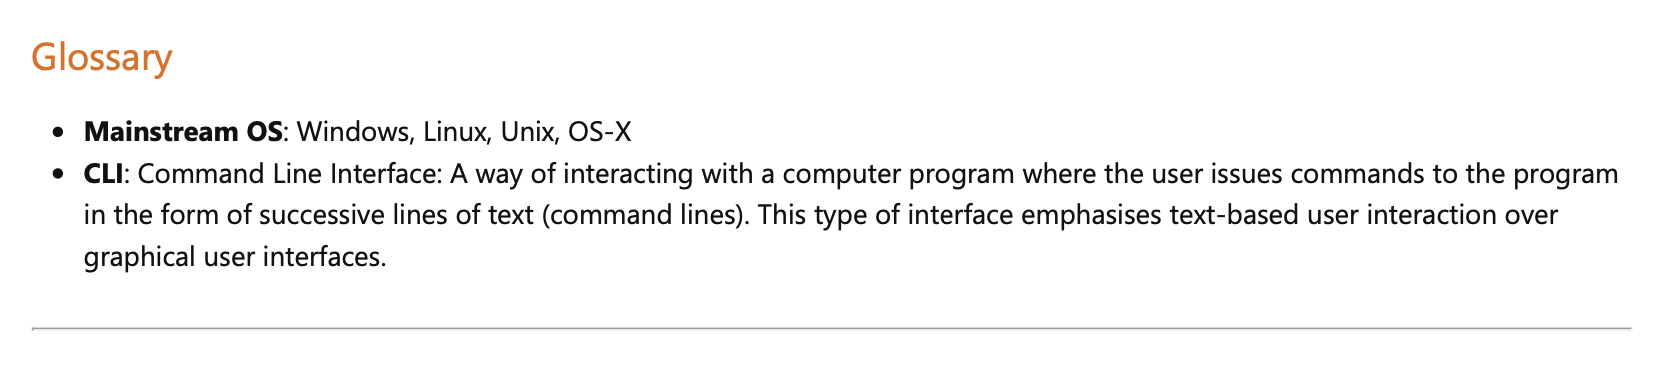 Glossary
• Mainstream OS: Windows, Linux, Unix, OS-X
• CLI: Command Line Interface: A way of interacting with a computer program where the user issues commands to the program
in the form of successive lines of text (command lines). This type of interface emphasises text-based user interaction over
graphical user interfaces.